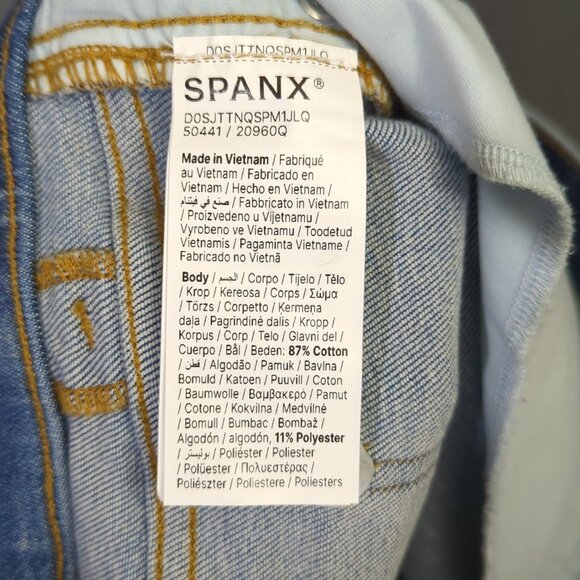 D0SJTTNQSPM1JLQ
SPANX®
D0SJTTNQSPM1JLQ
50441 / 20960Q
Made in Vietnam / Fabriqué
au Vietnam / Fabricado en
Vietnam / Hecho en Vietnam /
صنع في فيتنام / Fabbricato in Vietnam
/ Proizvedeno u Vijetnamu /
Vyrobeno ve Vietnamu / Toodetud
Vietnamis / Pagaminta Vietname /
Fabricado no Vietnã
Body / الجسم / Corpo / Tijelo / Tělo
/ Krop / Kereosa / Corps / Σώμα
/ Törzs / Corpetto / Ķermeņa
daļa / Pagrindinė dalis / Kropp /
Korpus / Corp / Telo / Glavni del /
Cuerpo / Bål / Beden: 87% Cotton
/ قطن / Algodão / Pamuk / Bavlna /
Bomuld / Katoen / Puuvill / Coton
/ Baumwolle / Βαμβακερό / Pamut
/ Cotone / Kokvilna / Medvilnė /
Bomull / Bumbac / Bombaž /
Algodón / algodón, 11% Polyester
/ بوليستر / Poliéster / Poliester
/ Polüester / Πολυεστέρας /
Poliészter / Poliestere / Poliesters